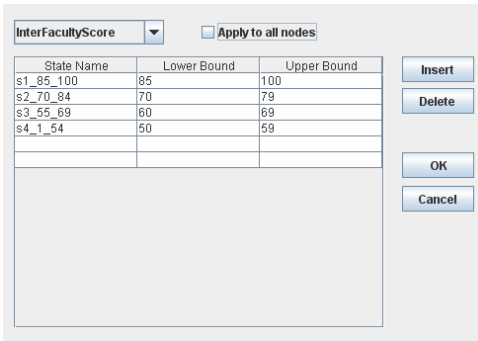 InterFacultyScore
Apply to all nodes
State Name Lower Bound Upper Bound
s1_85_100 85 100
s2_70_84 70 79
s3_55_69 60 69
s4_1_54 50 59
Insert
Delete
OK
Cancel